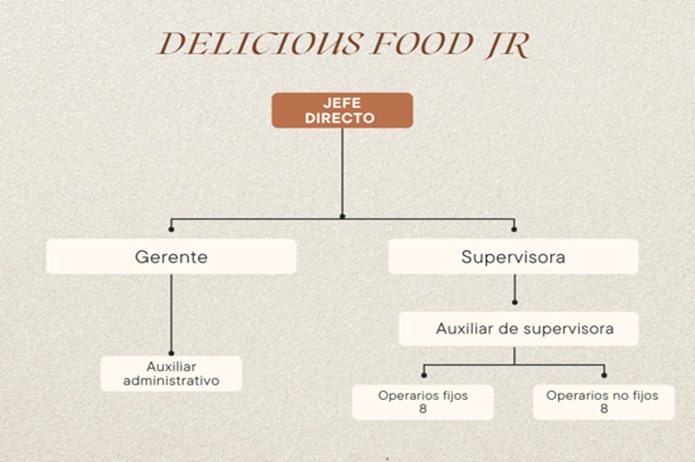 DELICIOUS FOOD JR
JEFE
DIRECTO
Gerente
Supervisora
Auxiliar de supervisora
Auxiliar
administrativo
Operarios fijos
8
Operarios no fijos
8